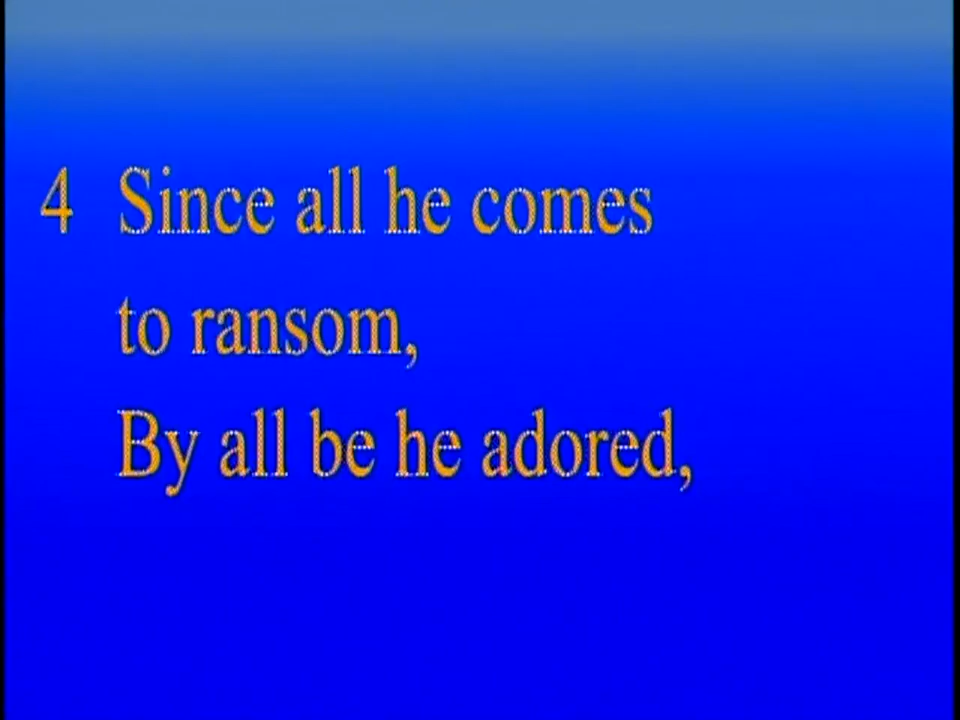 4 Since all he comes
to ransom,
By all be he adored,